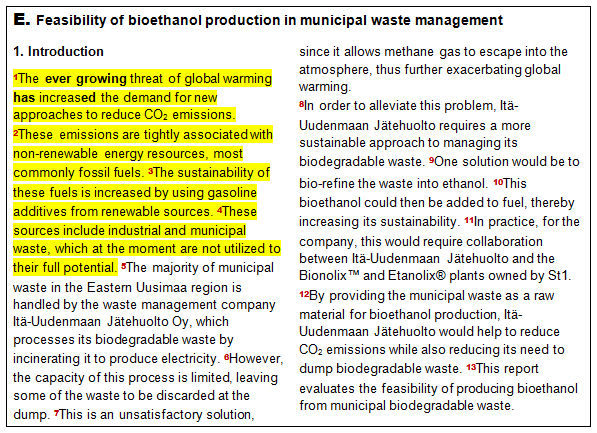 E. Feasibility of bioethanol production in municipal waste management
1. Introduction
¹The ever growing threat of global warming
has increased the demand for new
approaches to reduce CO₂ emissions.
²These emissions are tightly associated with
non-renewable energy resources, most
commonly fossil fuels. ³The sustainability of
these fuels is increased by using gasoline
additives from renewable sources. ⁴These
sources include industrial and municipal
waste, which at the moment are not utilized to
their full potential. ⁵The majority of municipal
waste in the Eastern Uusimaa region is
handled by the waste management company
Itä-Uudenmaan Jätehuolto Oy, which
processes its biodegradable waste by
incinerating it to produce electricity. ⁶However,
the capacity of this process is limited, leaving
some of the waste to be discarded at the
dump. ⁷This is an unsatisfactory solution,
since it allows methane gas to escape into the
atmosphere, thus further exacerbating global
warming.
⁸In order to alleviate this problem, Itä-
Uudenmaan Jätehuolto requires a more
sustainable approach to managing its
biodegradable waste. ⁹One solution would be to
bio-refine the waste into ethanol. ¹⁰This
bioethanol could then be added to fuel, thereby
increasing its sustainability. ¹¹In practice, for the
company, this would require collaboration
between Itä-Uudenmaan Jätehuolto and the
Bionolix™ and Etanolix® plants owned by St1.
¹²By providing the municipal waste as a raw
material for bioethanol production, Itä-
Uudenmaan Jätehuolto would help to reduce
CO₂ emissions while also reducing its need to
dump biodegradable waste. ¹³This report
evaluates the feasibility of producing bioethanol
from municipal biodegradable waste.